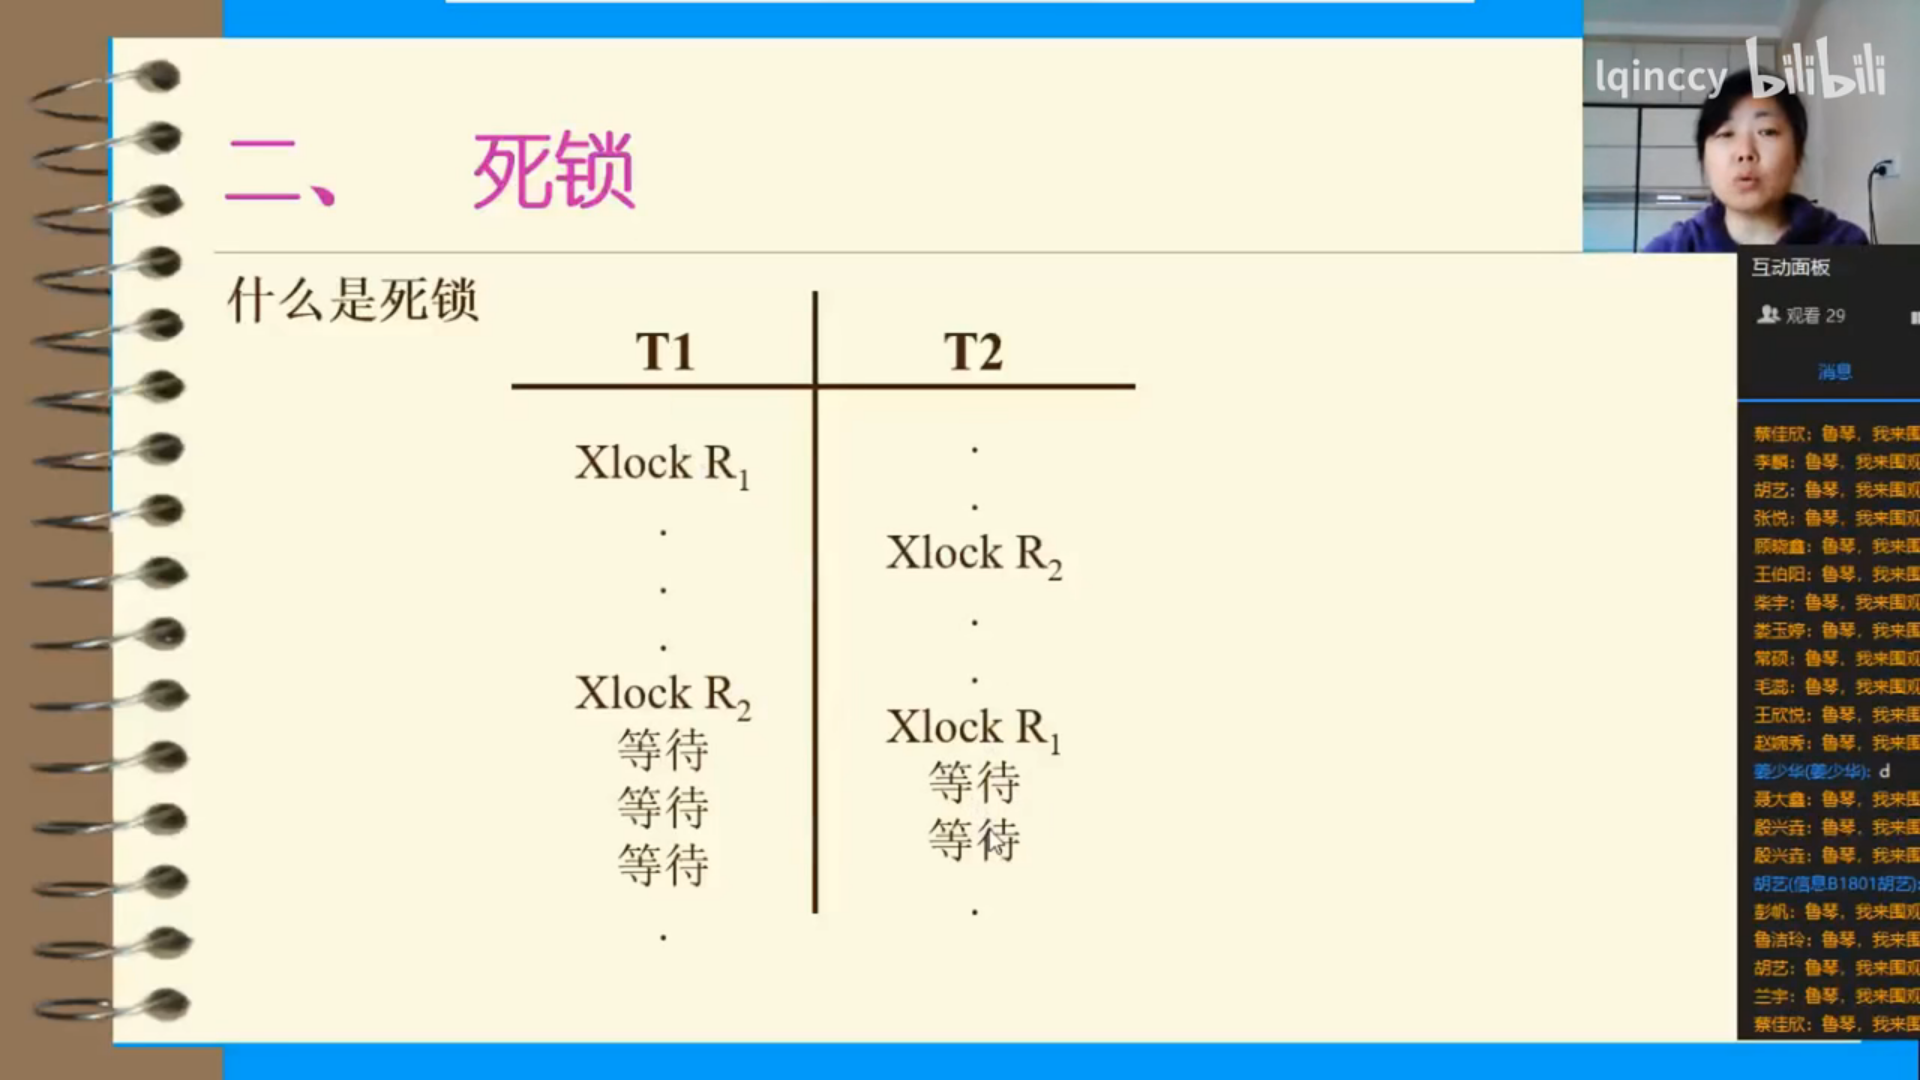 lqinccy bilibili
二、 死锁
什么是死锁
T1 T2
Xlock R1 .
. .
. Xlock R2
. .
Xlock R2 .
等待 Xlock R1
等待 等待
等待 等待
. .
互动面板
观看 29
消息
蔡佳欣：鲁琴，我来围观
李麟：鲁琴，我来围观
胡艺：鲁琴，我来围观
张悦：鲁琴，我来围观
顾晓鑫：鲁琴，我来围观
王伯阳：鲁琴，我来围观
柴宇：鲁琴，我来围观
娄玉婷：鲁琴，我来围
常硕：鲁琴，我来围观
毛蕊：鲁琴，我来围观
王欣悦：鲁琴，我来围
赵婉秀：鲁琴，我来围
姜少华(姜少华)：d
聂大鑫：鲁琴，我来围
殷兴垚：鲁琴，我来围
殷兴垚：鲁琴，我来围
胡艺(信息B1801胡艺)：
彭帆：鲁琴，我来围观
鲁洁玲：鲁琴，我来围
胡艺：鲁琴，我来围观
兰宇：鲁琴，我来围观
蔡佳欣：鲁琴，我来围